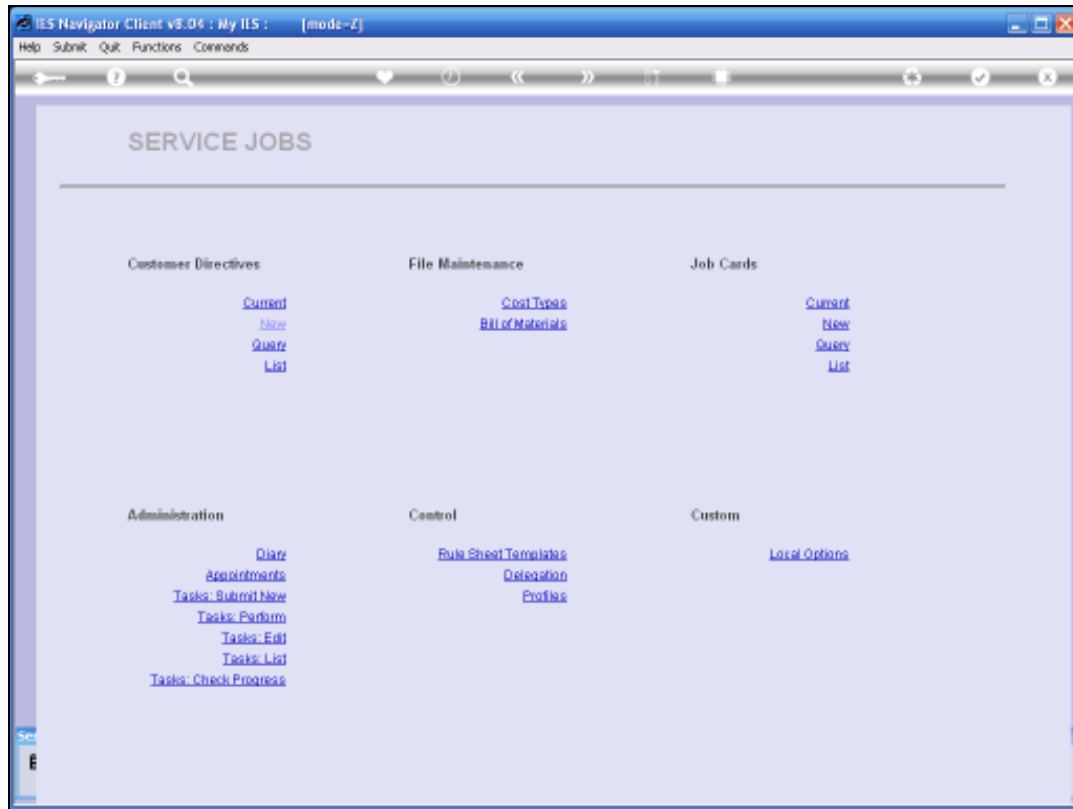 IES Navigator Client v8.04 : My IES : [mode=Z]
Help Submit Quit Functions Commands
SERVICE JOBS
Customer Directives File Maintenance Job Cards
Current Cost Types Current
New Bill of Materials New
Query Query
List List
Administration Control Custom
Diary Rule Sheet Templates Local Options
Appointments Delegation
Tasks: Submit New Profiles
Tasks: Perform
Tasks: Edit
Tasks: List
Tasks: Check Progress